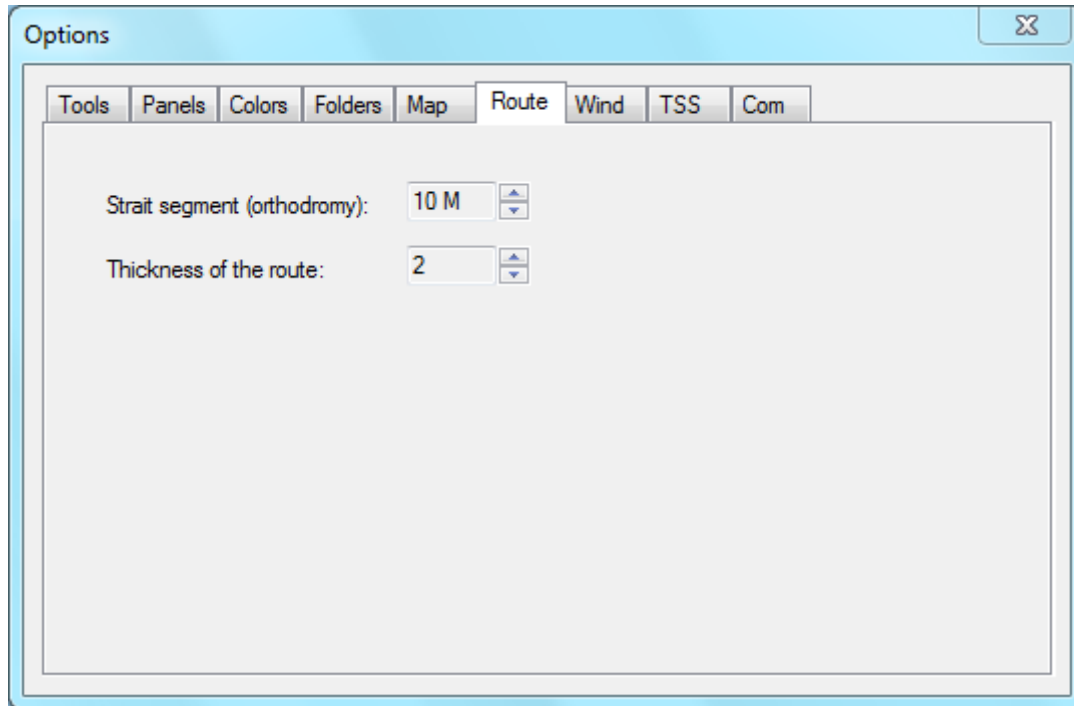 Options
Tools Panels Colors Folders Map Route Wind TSS Com
Strait segment (orthodromy): 10 M
Thickness of the route: 2